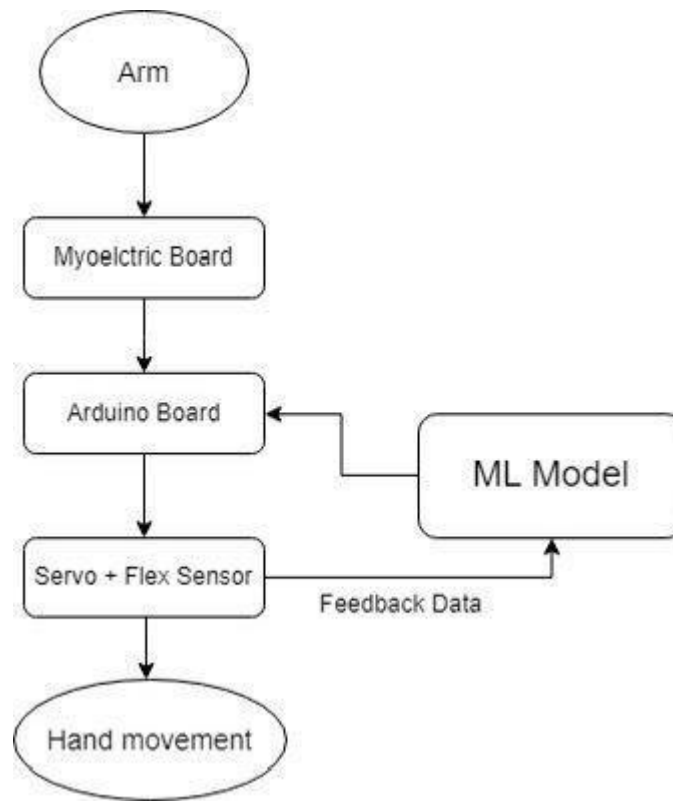 Arm
Myoelctric Board
Arduino Board
ML Model
Servo + Flex Sensor
Feedback Data
Hand movement